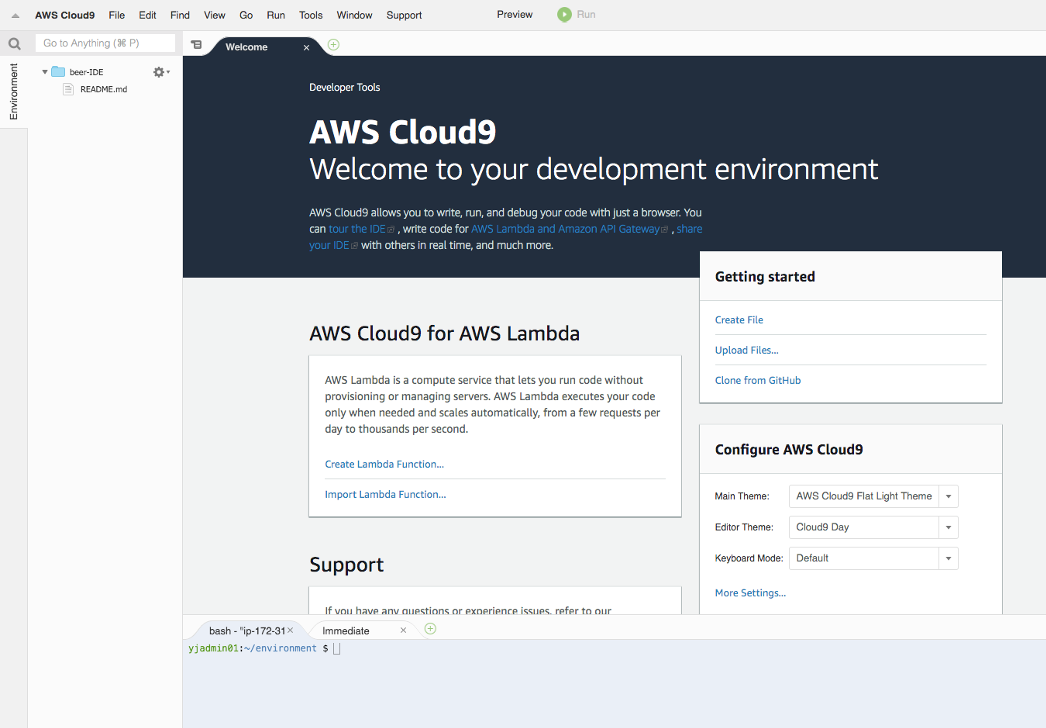 AWS Cloud9 File Edit Find View Go Run Tools Window Support Preview Run
Go to Anything (⌘ P)
Welcome
Environment
beer-IDE
README.md
Developer Tools
AWS Cloud9
Welcome to your development environment
AWS Cloud9 allows you to write, run, and debug your code with just a browser. You
can tour the IDE , write code for AWS Lambda and Amazon API Gateway , share
your IDE with others in real time, and much more.
Getting started
Create File
Upload Files...
Clone from GitHub
AWS Cloud9 for AWS Lambda
AWS Lambda is a compute service that lets you run code without
provisioning or managing servers. AWS Lambda executes your code
only when needed and scales automatically, from a few requests per
day to thousands per second.
Create Lambda Function...
Import Lambda Function...
Configure AWS Cloud9
Main Theme: AWS Cloud9 Flat Light Theme
Editor Theme: Cloud9 Day
Keyboard Mode: Default
More Settings...
Support
If you have any questions or experience issues, refer to our
bash - "ip-172-31 Immediate
yjadmin01:~/environment $